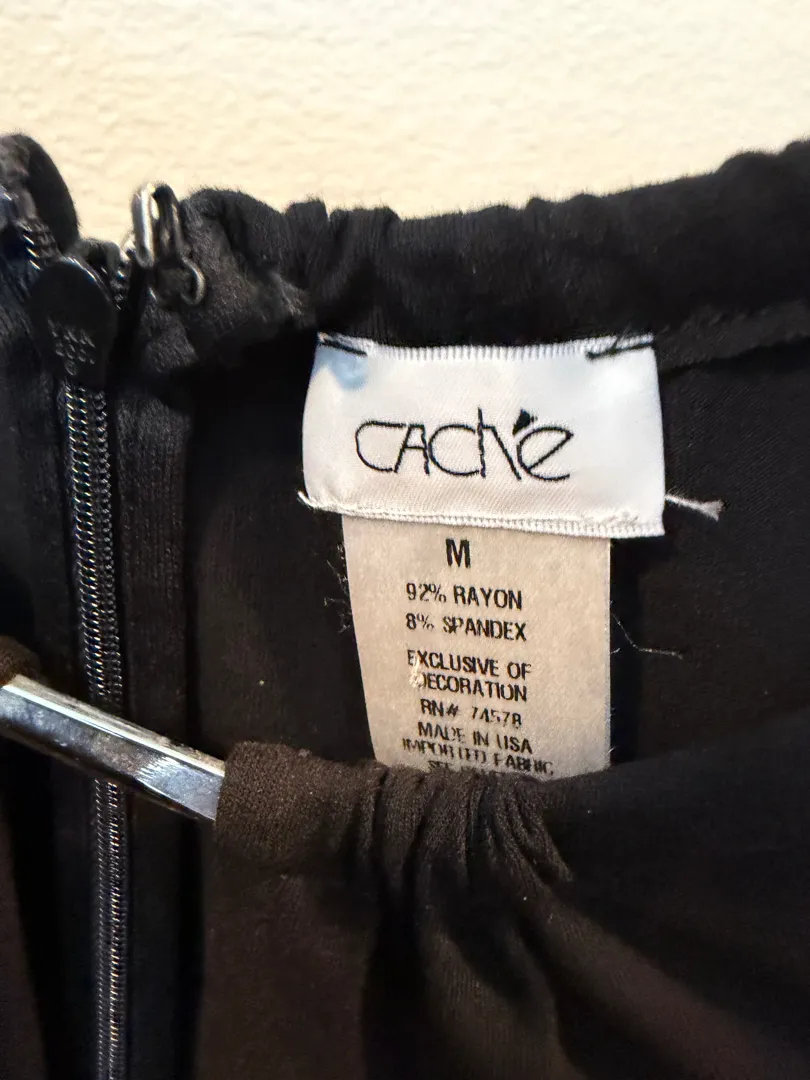 CACHÉ
M
92% RAYON
8% SPANDEX
EXCLUSIVE OF
DECORATION
RN# 74578
MADE IN USA
IMPORTED FABRIC